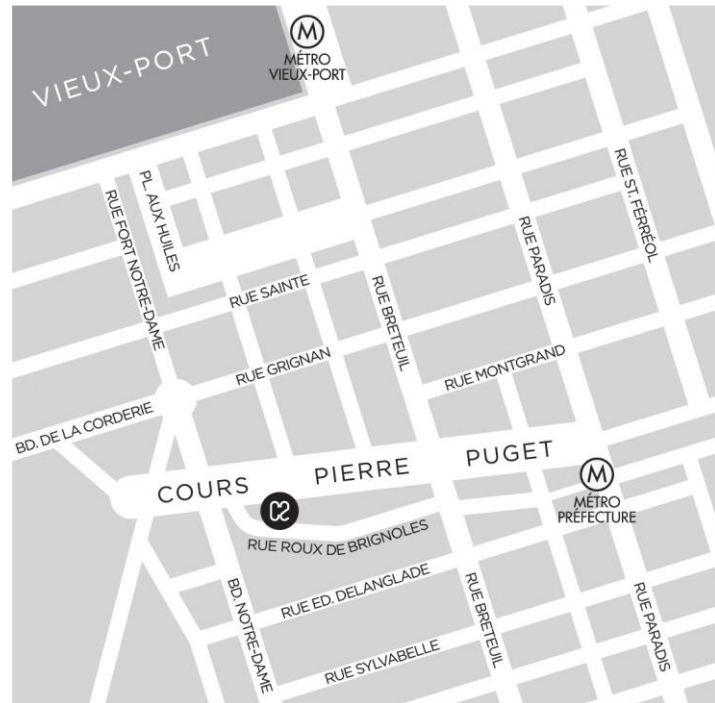 M
MÉTRO
VIEUX-PORT
VIEUX-PORT
PL. AUX HUILES
RUE FORT NOTRE-DAME
RUE ST. FÉRRÉOL
RUE PARADIS
RUE SAINTE
RUE BRETEUIL
RUE GRIGNAN
RUE MONTGRAND
BD. DE LA CORDERIE
COURS PIERRE PUGET
M
MÉTRO
PRÉFECTURE
RUE ROUX DE BRIGNOLES
RUE ED. DELANGLADE
BD. NOTRE-DAME
RUE BRETEUIL
RUE PARADIS
RUE SYLVABELLE